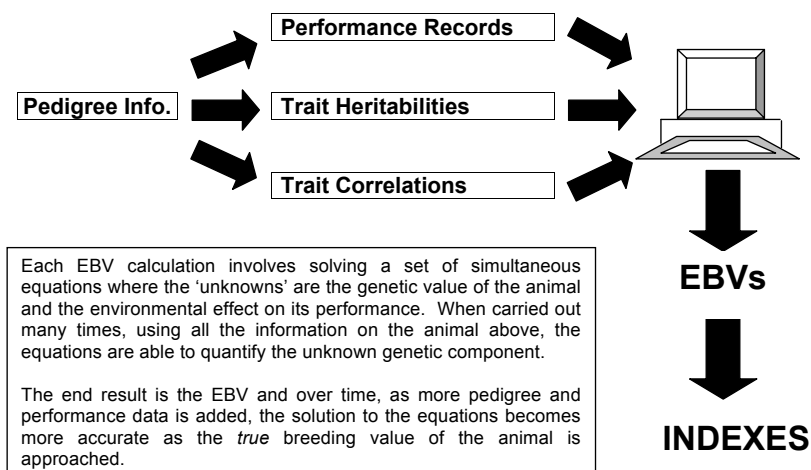 Performance Records
Pedigree Info.
Trait Heritabilities
Trait Correlations
Each EBV calculation involves solving a set of simultaneous
equations where the ‘unknowns’ are the genetic value of the animal
and the environmental effect on its performance. When carried out
many times, using all the information on the animal above, the
equations are able to quantify the unknown genetic component.
The end result is the EBV and over time, as more pedigree and
performance data is added, the solution to the equations becomes
more accurate as the true breeding value of the animal is
approached.
EBVs
INDEXES